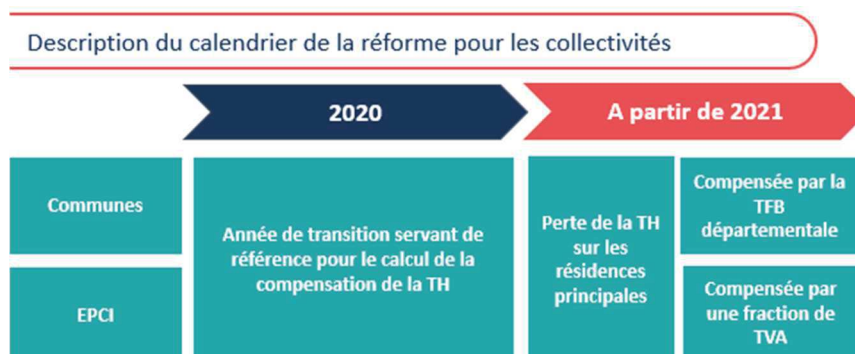 Description du calendrier de la réforme pour les collectivités
2020
A partir de 2021
Communes
EPCI
Année de transition servant de
référence pour le calcul de la
compensation de la TH
Perte de la TH
sur les
résidences
principales
Compensée par la
TFB
départementale
Compensée par
une fraction de
TVA